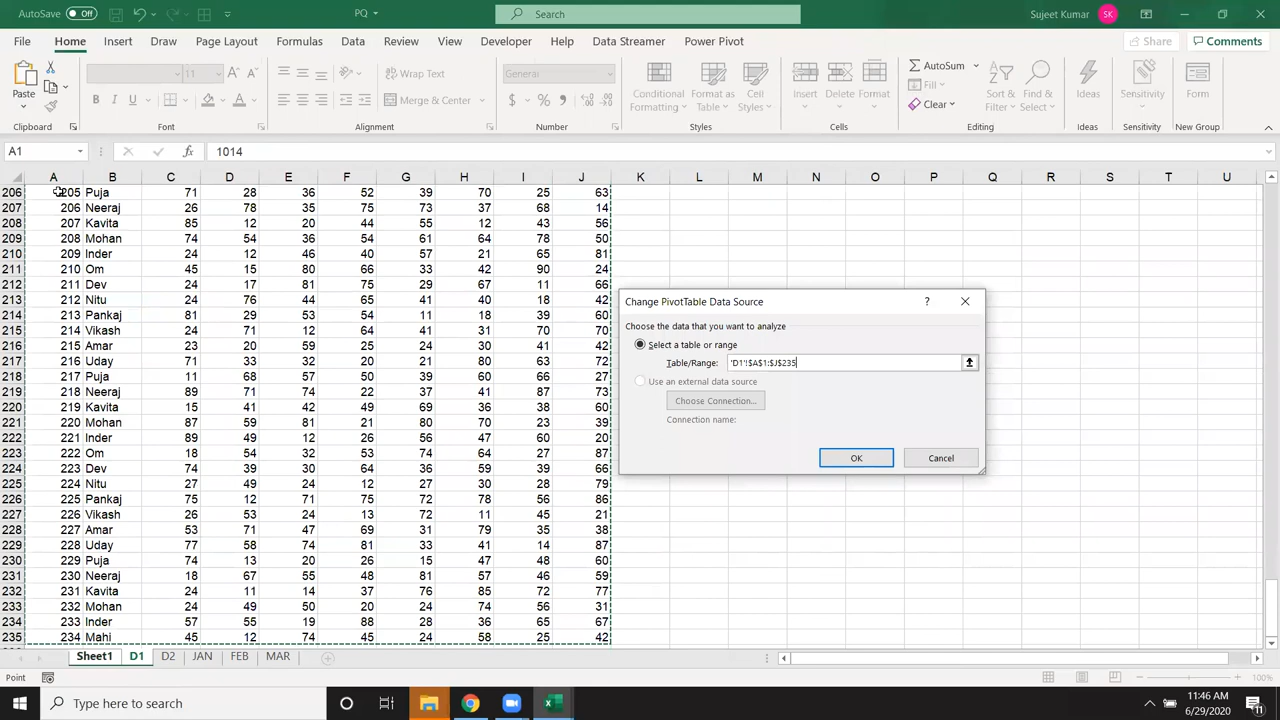 AutoSave Off PQ Search Sujeet Kumar SK
File Home Insert Draw Page Layout Formulas Data Review View Developer Help Data Streamer Power Pivot Share Comments
Paste 11 Wrap Text General Conditional Format as Cell Insert Delete Format AutoSum Sort & Find & Ideas Sensitivity Form
B I U Merge & Center $ % Formatting Table Styles Fill Filter Select
Clear
Clipboard Font Alignment Number Styles Cells Editing Ideas Sensitivity Form
A1 fx 1014
A B C D E F G H I J K L M N O P Q R S T U
206 205 Puja 71 28 36 52 39 70 25 63
207 206 Neeraj 26 78 35 75 73 37 68 14
208 207 Kavita 85 12 20 44 55 12 43 56
209 208 Mohan 74 54 36 54 61 64 78 50
210 209 Inder 24 12 46 40 57 21 65 81
211 210 Om 45 15 80 66 33 42 90 24
212 211 Dev 24 17 81 75 29 67 11 66
213 212 Nitu 24 76 44 65 41 40 18 42
214 213 Pankaj 81 29 53 54 11 18 39 60
215 214 Vikash 24 71 12 64 41 31 70 70
216 215 Amar 23 20 59 25 24 30 41 42
217 216 Uday 71 33 32 20 21 80 63 72
218 217 Puja 11 68 57 50 39 60 66 27
219 218 Neeraj 89 71 74 22 37 41 87 73
220 219 Kavita 15 41 42 49 69 36 38 60
221 220 Mohan 87 59 81 21 80 70 23 39
222 221 Inder 89 49 12 26 56 47 60 20
223 222 Om 18 54 32 53 74 64 27 87
224 223 Dev 74 39 30 64 36 59 39 66
225 224 Nitu 27 49 24 12 27 30 28 79
226 225 Pankaj 75 12 71 75 72 78 56 86
227 226 Vikash 26 53 24 13 72 11 45 21
228 227 Amar 53 71 47 69 31 79 35 38
229 228 Uday 77 58 74 81 33 41 14 87
230 229 Puja 74 13 20 26 15 47 48 60
231 230 Neeraj 18 67 55 48 81 57 46 59
232 231 Kavita 24 11 14 37 76 85 72 77
233 232 Mohan 24 49 50 20 24 74 56 31
234 233 Inder 57 55 19 88 28 36 65 67
235 234 Mahi 45 12 74 45 24 58 25 42
Change PivotTable Data Source ?
Choose the data that you want to analyze
Select a table or range
Table/Range: 'D1'!$A$1:$J$235
Use an external data source
Choose Connection...
Connection name:
OK Cancel
Sheet1 D1 D2 JAN FEB MAR
Point 100%
Type here to search
11:46 AM
6/29/2020
11